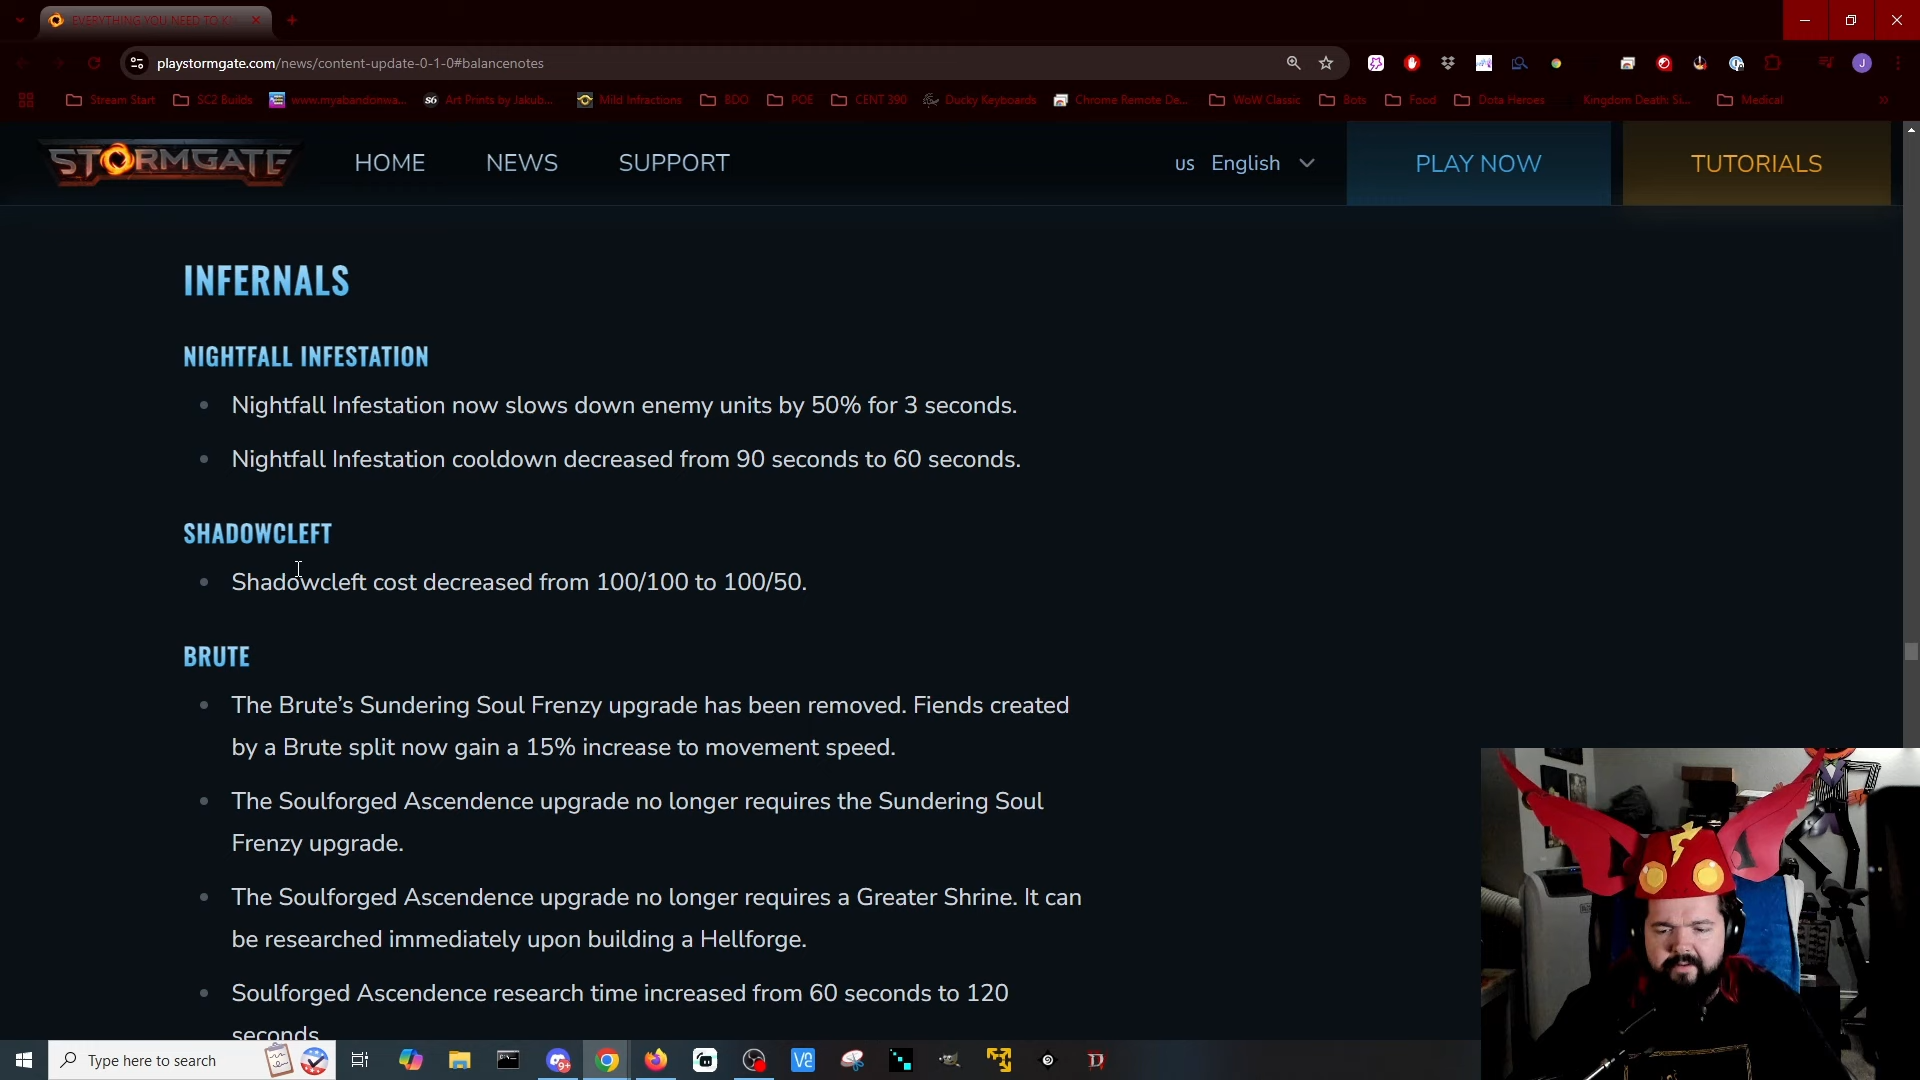 EVERYTHING YOU NEED TO K
playstormgate.com/news/content-update-0-1-0#balancenotes
J
Stream Start
SC2 Builds
www.myabandonwa...
S6
Art Prints by Jakub...
Mild Infractions
BDO
POE
CENT 390
Ducky Keyboards
Chrome Remote De...
WoW Classic
Bots
Food
Dota Heroes
Kingdom Death: Si...
Medical
STORMGATE
HOME
NEWS
SUPPORT
us English
PLAY NOW
TUTORIALS
INFERNALS
NIGHTFALL INFESTATION
• Nightfall Infestation now slows down enemy units by 50% for 3 seconds.
• Nightfall Infestation cooldown decreased from 90 seconds to 60 seconds.
SHADOWCLEFT
• Shadowcleft cost decreased from 100/100 to 100/50.
BRUTE
• The Brute’s Sundering Soul Frenzy upgrade has been removed. Fiends created
by a Brute split now gain a 15% increase to movement speed.
• The Soulforged Ascendence upgrade no longer requires the Sundering Soul
Frenzy upgrade.
• The Soulforged Ascendence upgrade no longer requires a Greater Shrine. It can
be researched immediately upon building a Hellforge.
• Soulforged Ascendence research time increased from 60 seconds to 120
seconds.
Type here to search
9+